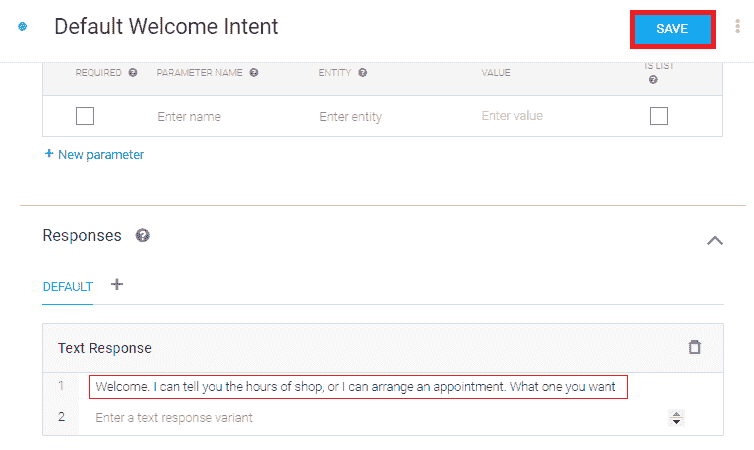 Default Welcome Intent SAVE
REQUIRED PARAMETER NAME ENTITY VALUE IS LIST
Enter name Enter entity Enter value
+ New parameter
Responses
DEFAULT +
Text Response
1 Welcome. I can tell you the hours of shop, or I can arrange an appointment. What one you want
2 Enter a text response variant